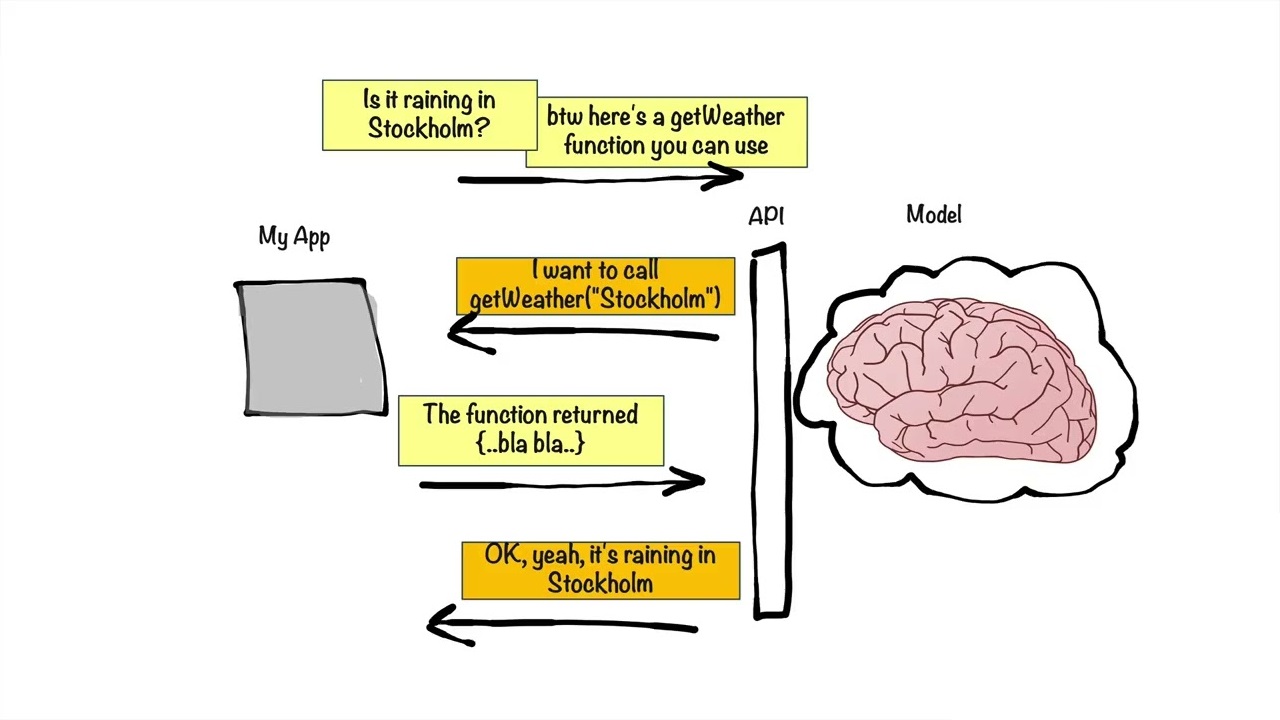 Is it raining in
Stockholm?
btw here's a getWeather
function you can use
API
Model
My App
I want to call
getWeather("Stockholm")
The function returned
{..bla bla..}
OK, yeah, it's raining in
Stockholm